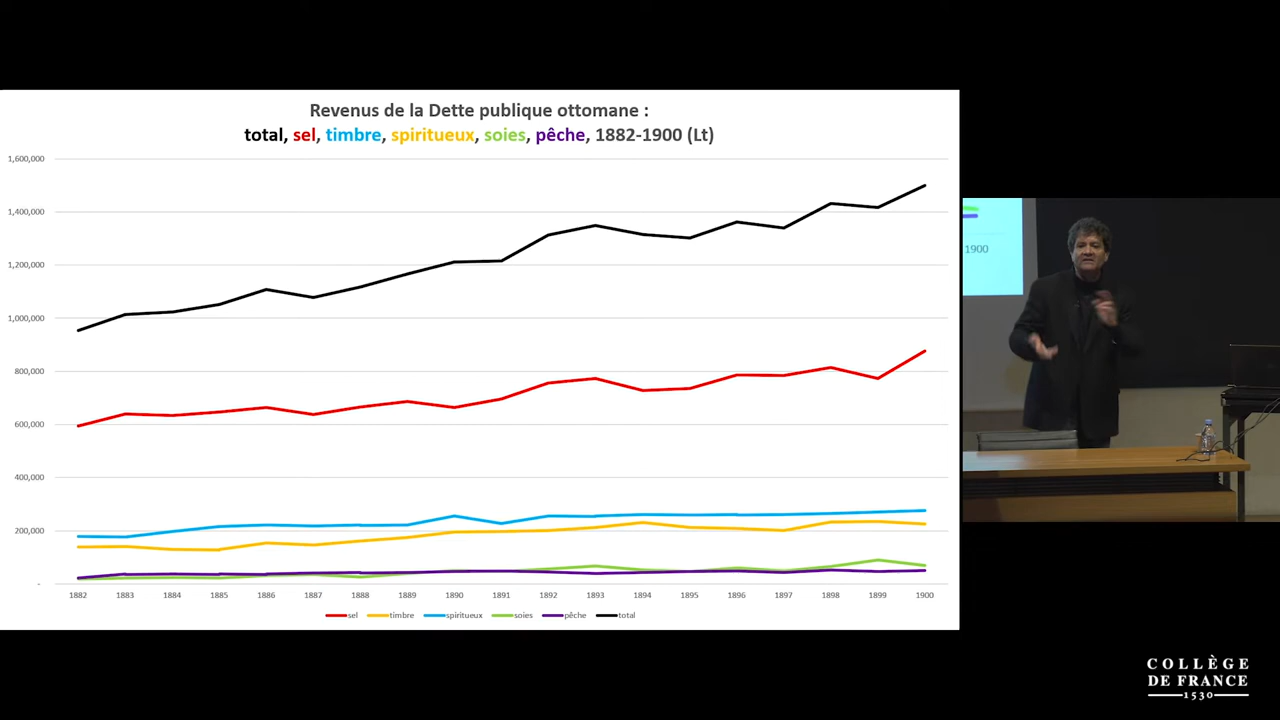 Revenus de la Dette publique ottomane :
total, sel, timbre, spiritueux, soies, pêche, 1882-1900 (Lt)
1,600,000
1,400,000
1,200,000
1,000,000
800,000
600,000
400,000
200,000
-
1882 1883 1884 1885 1886 1887 1888 1889 1890 1891 1892 1893 1894 1895 1896 1897 1898 1899 1900
sel timbre spiritueux soies pêche total
1900
COLLÈGE
DE FRANCE
1530